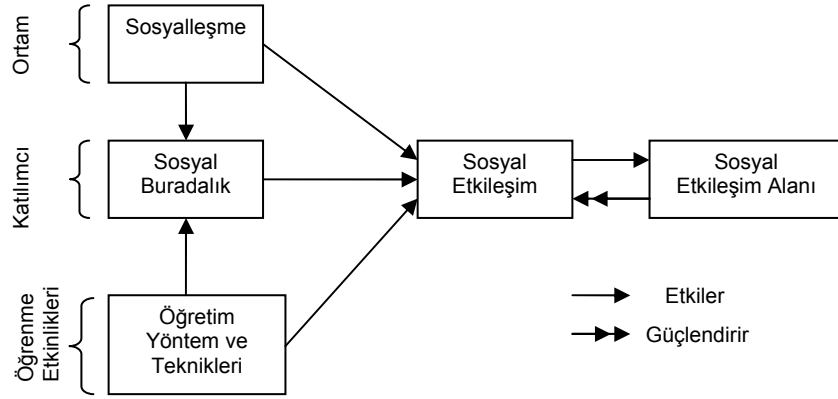 Ortam
Sosyalleşme
Katılımcı
Sosyal
Buradalık
Sosyal
Etkileşim
Sosyal
Etkileşim Alanı
Öğrenme
Etkinlikleri
Öğretim
Yöntem ve
Teknikleri
Etkiler
Güçlendirir